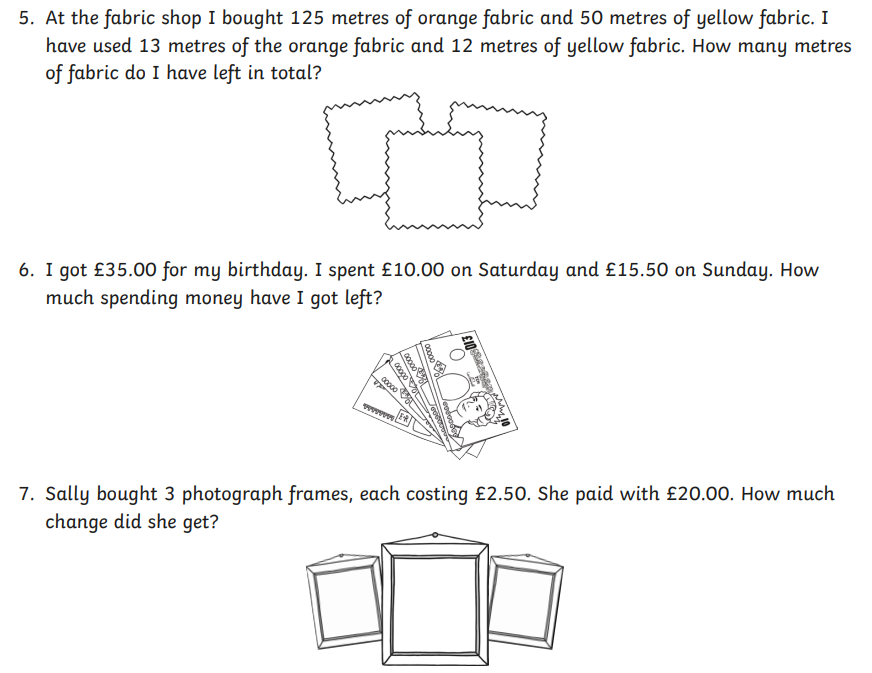 5. At the fabric shop I bought 125 metres of orange fabric and 50 metres of yellow fabric. I
have used 13 metres of the orange fabric and 12 metres of yellow fabric. How many metres
of fabric do I have left in total?
6. I got £35.00 for my birthday. I spent £10.00 on Saturday and £15.50 on Sunday. How
much spending money have I got left?
£10
10
7. Sally bought 3 photograph frames, each costing £2.50. She paid with £20.00. How much
change did she get?